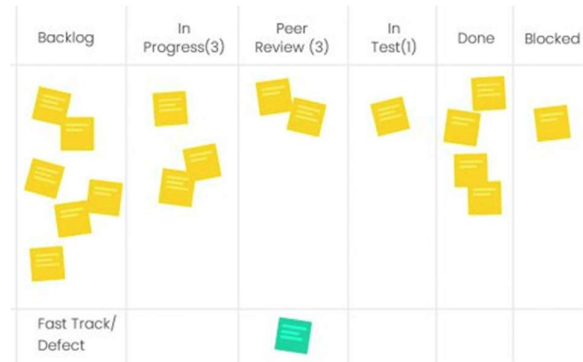 Backlog
In
Progress(3)
Peer
Review (3)
In
Test(1)
Done
Blocked
Fast Track/
Defect